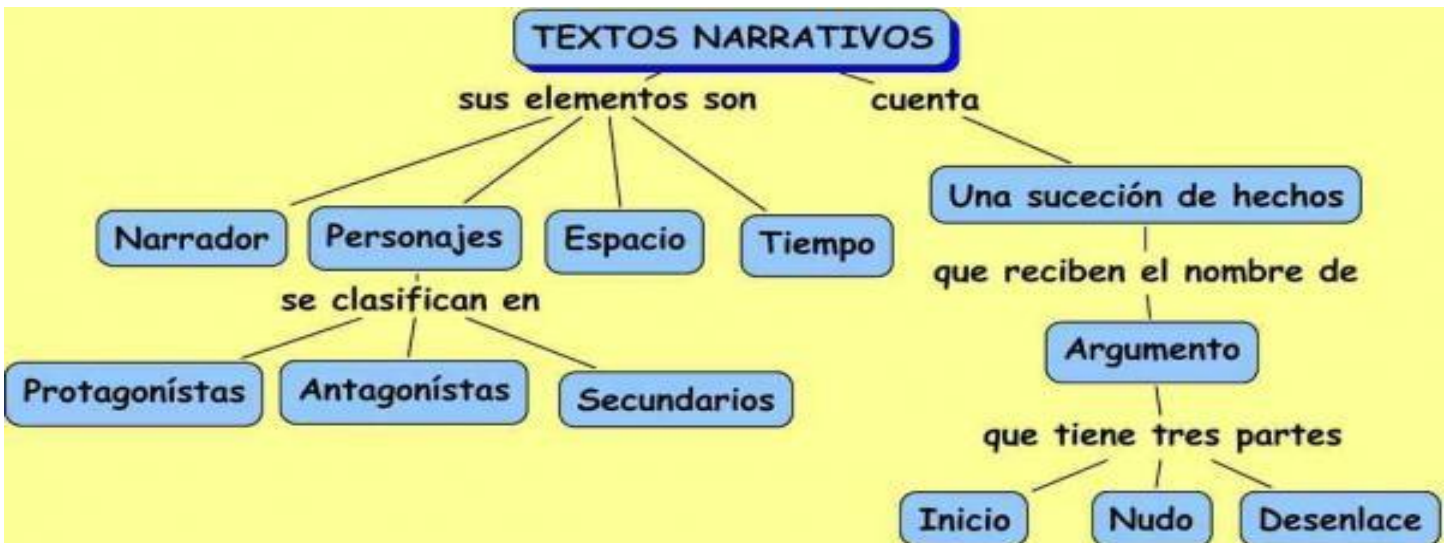 TEXTOS NARRATIVOS
sus elementos son
cuenta
Narrador
Personajes
Espacio
Tiempo
Una suceción de hechos
se clasifican en
que reciben el nombre de
Protagonístas
Antagonístas
Secundarios
Argumento
que tiene tres partes
Inicio
Nudo
Desenlace